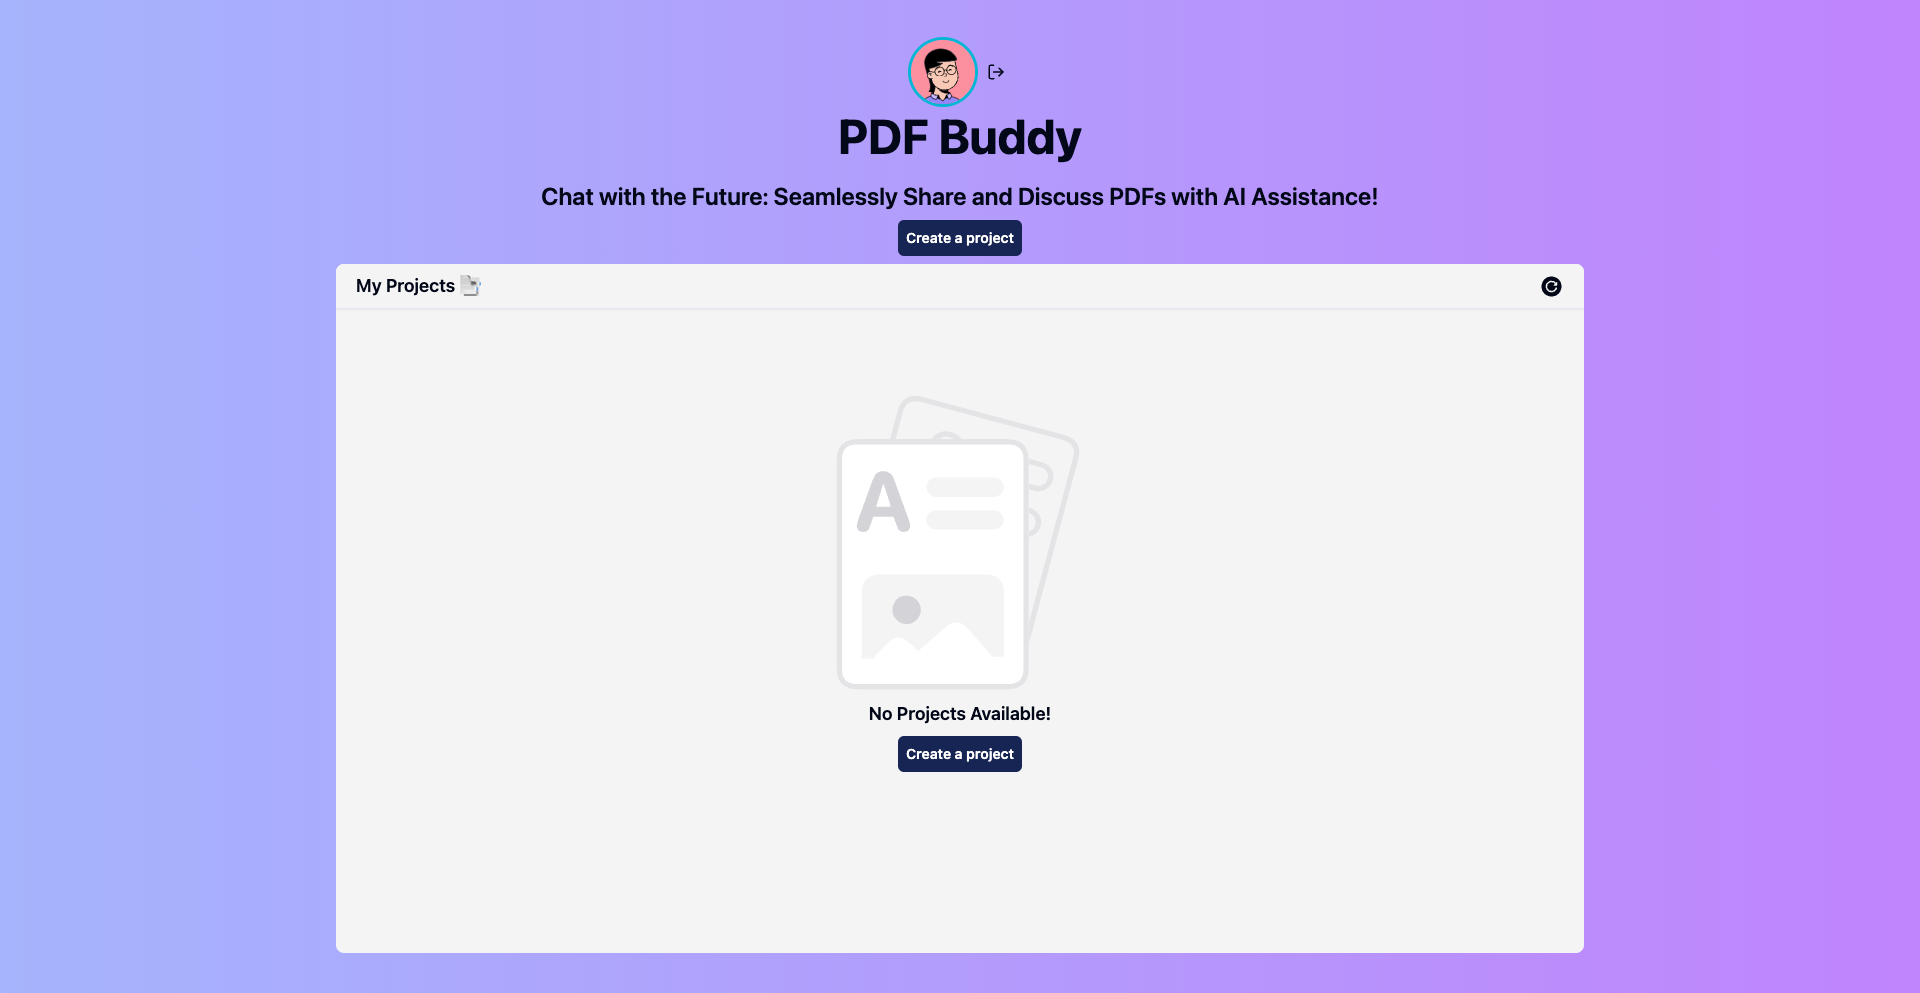 PDF Buddy
Chat with the Future: Seamlessly Share and Discuss PDFs with AI Assistance!
Create a project
My Projects
A
No Projects Available!
Create a project